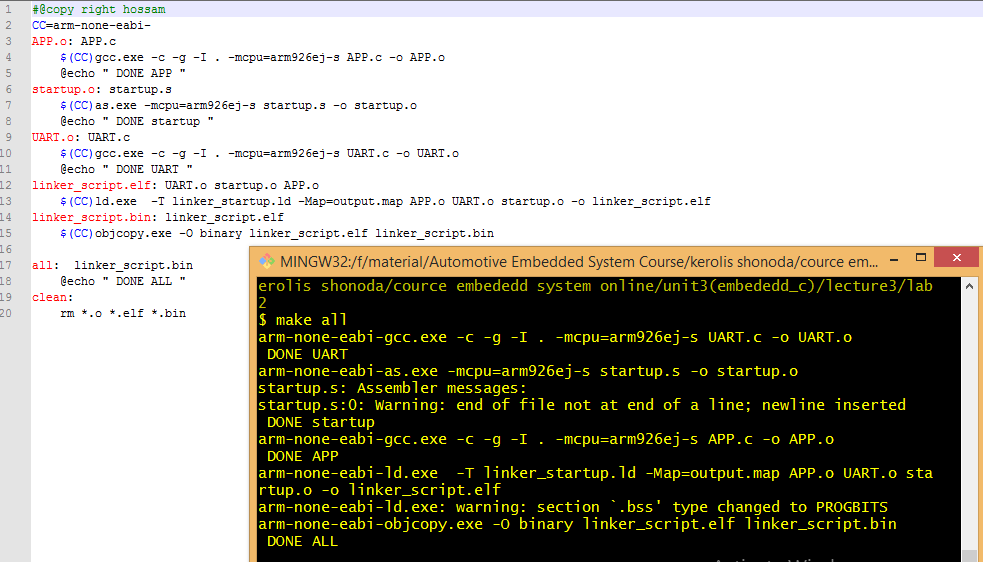 1 #@copy right hossam
2 CC=arm-none-eabi-
3 APP.o: APP.c
4 $(CC)gcc.exe -c -g -I . -mcpu=arm926ej-s APP.c -o APP.o
5 @echo " DONE APP "
6 startup.o: startup.s
7 $(CC)as.exe -mcpu=arm926ej-s startup.s -o startup.o
8 @echo " DONE startup "
9 UART.o: UART.c
10 $(CC)gcc.exe -c -g -I . -mcpu=arm926ej-s UART.c -o UART.o
11 @echo " DONE UART "
12 linker_script.elf: UART.o startup.o APP.o
13 $(CC)ld.exe  -T linker_startup.ld -Map=output.map APP.o UART.o startup.o -o linker_script.elf
14 linker_script.bin: linker_script.elf
15 $(CC)objcopy.exe -O binary linker_script.elf linker_script.bin
16
17 all:  linker_script.bin
18 @echo " DONE ALL "
19 clean:
20 rm *.o *.elf *.bin
MINGW32:/f/material/Automotive Embedded System Course/kerolis shonoda/cource em...
erolis shonoda/cource embededd system online/unit3(embededd_c)/lecture3/lab
2
$ make all
arm-none-eabi-gcc.exe -c -g -I . -mcpu=arm926ej-s UART.c -o UART.o
DONE UART
arm-none-eabi-as.exe -mcpu=arm926ej-s startup.s -o startup.o
startup.s: Assembler messages:
startup.s:0: Warning: end of file not at end of a line; newline inserted
DONE startup
arm-none-eabi-gcc.exe -c -g -I . -mcpu=arm926ej-s APP.c -o APP.o
DONE APP
arm-none-eabi-ld.exe  -T linker_startup.ld -Map=output.map APP.o UART.o sta
rtup.o -o linker_script.elf
arm-none-eabi-ld.exe: warning: section `.bss' type changed to PROGBITS
arm-none-eabi-objcopy.exe -O binary linker_script.elf linker_script.bin
DONE ALL